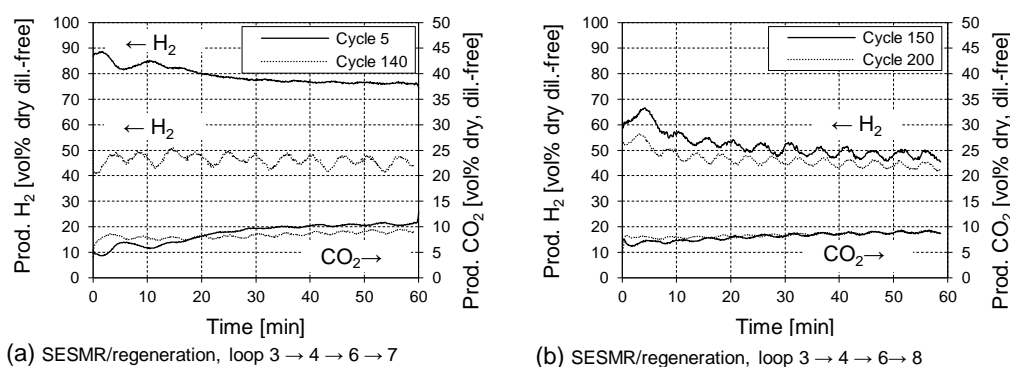 Prod. H2 [vol% dry dil.-free]
100
90
80
70
60
50
40
30
20
10
0
← H2
← H2
CO2→
Cycle 5
Cycle 140
50
45
40
35
30
25
20
15
10
5
0
Prod. CO2 [vol% dry, dil.-free]
0 10 20 30 40 50 60
Time [min]
(a) SESMR/regeneration, loop 3 → 4 → 6 → 7
Prod. H2 [vol% dry dil.-free]
100
90
80
70
60
50
40
30
20
10
0
Cycle 150
Cycle 200
← H2
CO2→
50
45
40
35
30
25
20
15
10
5
0
Prod. CO2 [vol% dry, dil.-free]
0 10 20 30 40 50 60
Time [min]
(b) SESMR/regeneration, loop 3 → 4 → 6→ 8